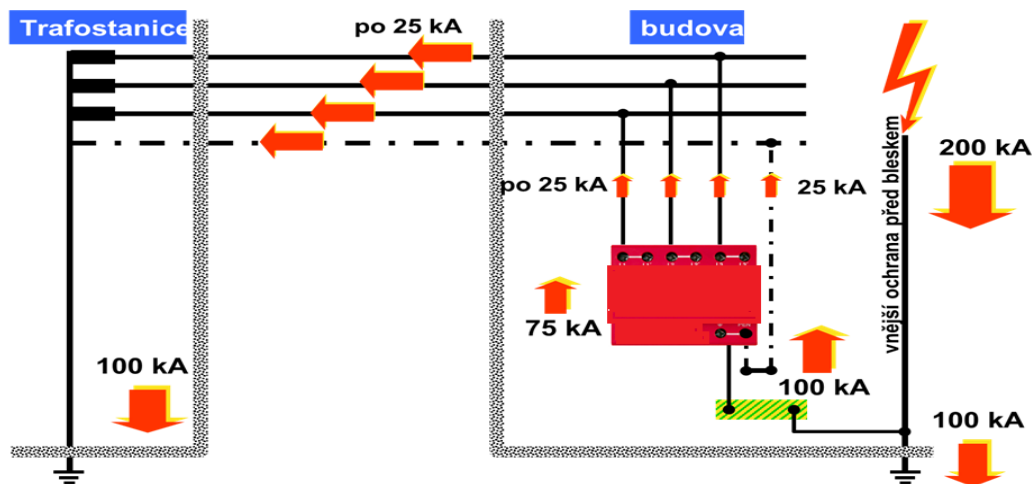 Trafostanice
po 25 kA
budova
200 kA
vnější ochrana před bleskem
po 25 kA
25 kA
75 kA
100 kA
100 kA
100 kA